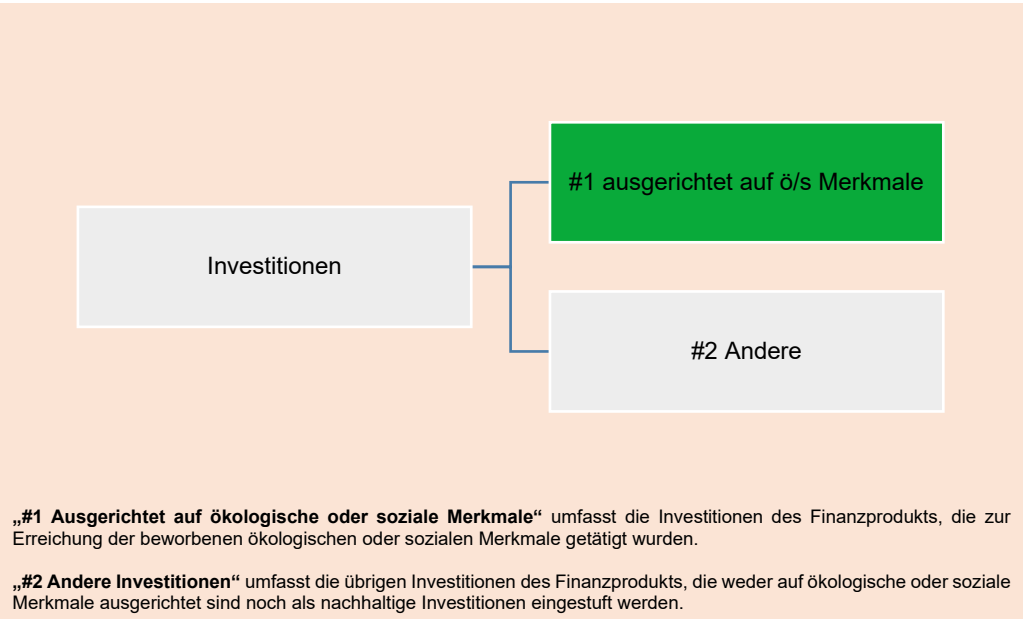 #1 ausgerichtet auf ö/s Merkmale
Investitionen
#2 Andere
„#1 Ausgerichtet auf ökologische oder soziale Merkmale“ umfasst die Investitionen des Finanzprodukts, die zur
Erreichung der beworbenen ökologischen oder sozialen Merkmale getätigt wurden.
„#2 Andere Investitionen“ umfasst die übrigen Investitionen des Finanzprodukts, die weder auf ökologische oder soziale
Merkmale ausgerichtet sind noch als nachhaltige Investitionen eingestuft werden.